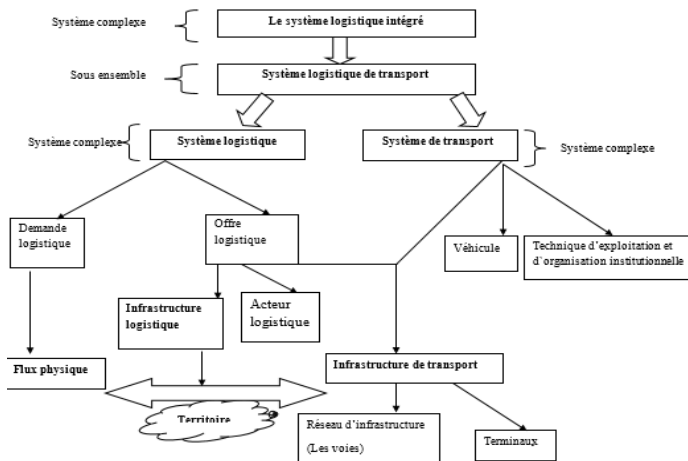 Système complexe
Le système logistique intégré
Sous ensemble
Système logistique de transport
Système complexe
Système logistique
Système de transport
Système complexe
Demande
logistique
Offre
logistique
Véhicule
Technique d'exploitation et
d'organisation institutionnelle
Infrastructure
logistique
Acteur
logistique
Flux physique
Infrastructure de transport
Territoire
Réseau d'infrastructure
(Les voies)
Terminaux